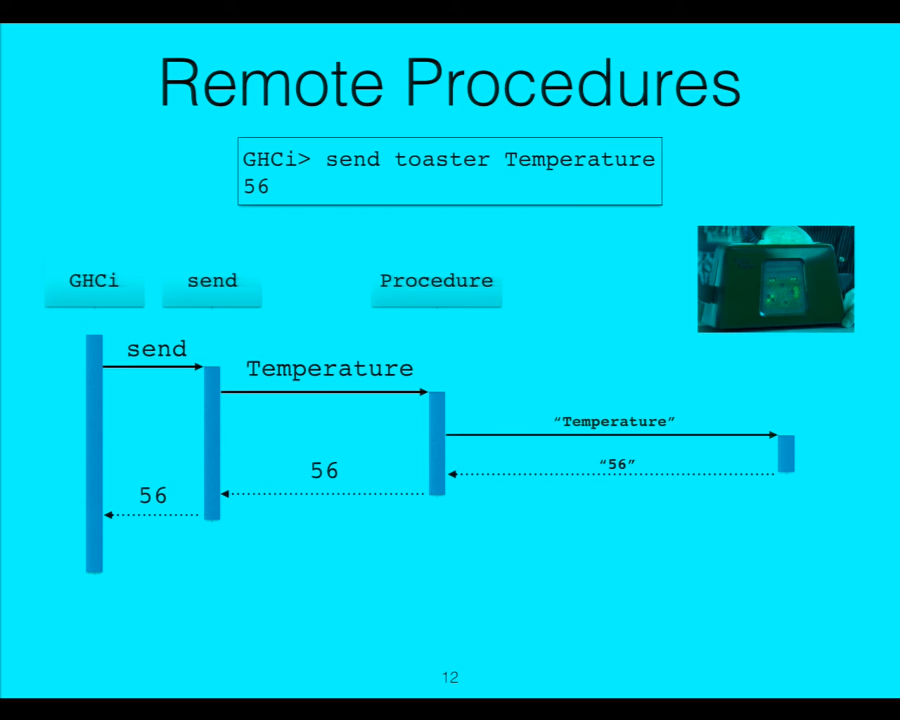 Remote Procedures
GHCi> send toaster Temperature
56
GHCi
send
Procedure
send
Temperature
“Temperature”
“56”
56
56
12